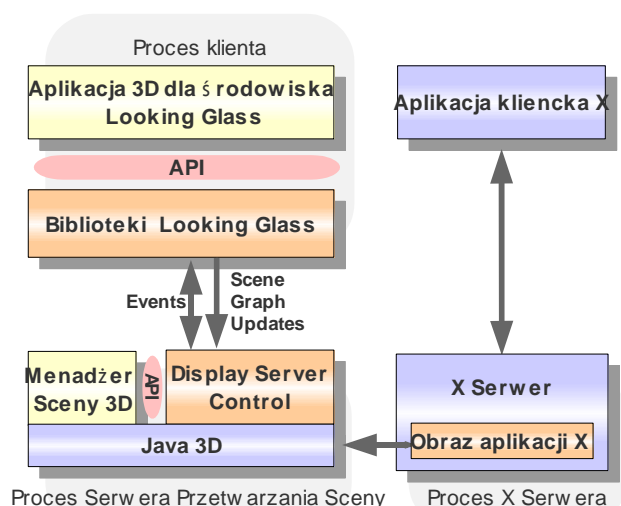 Proces klienta
Aplikacja 3D dla środowiska
Looking Glass
Aplikacja kliencka X
API
Biblioteki Looking Glass
Events
Scene
Graph
Updates
Menadżer
Sceny 3D
API
Display Server
Control
Java 3D
X Serwer
Obraz aplikacji X
Proces Serwera Przetwarzania Sceny
Proces X Serwera